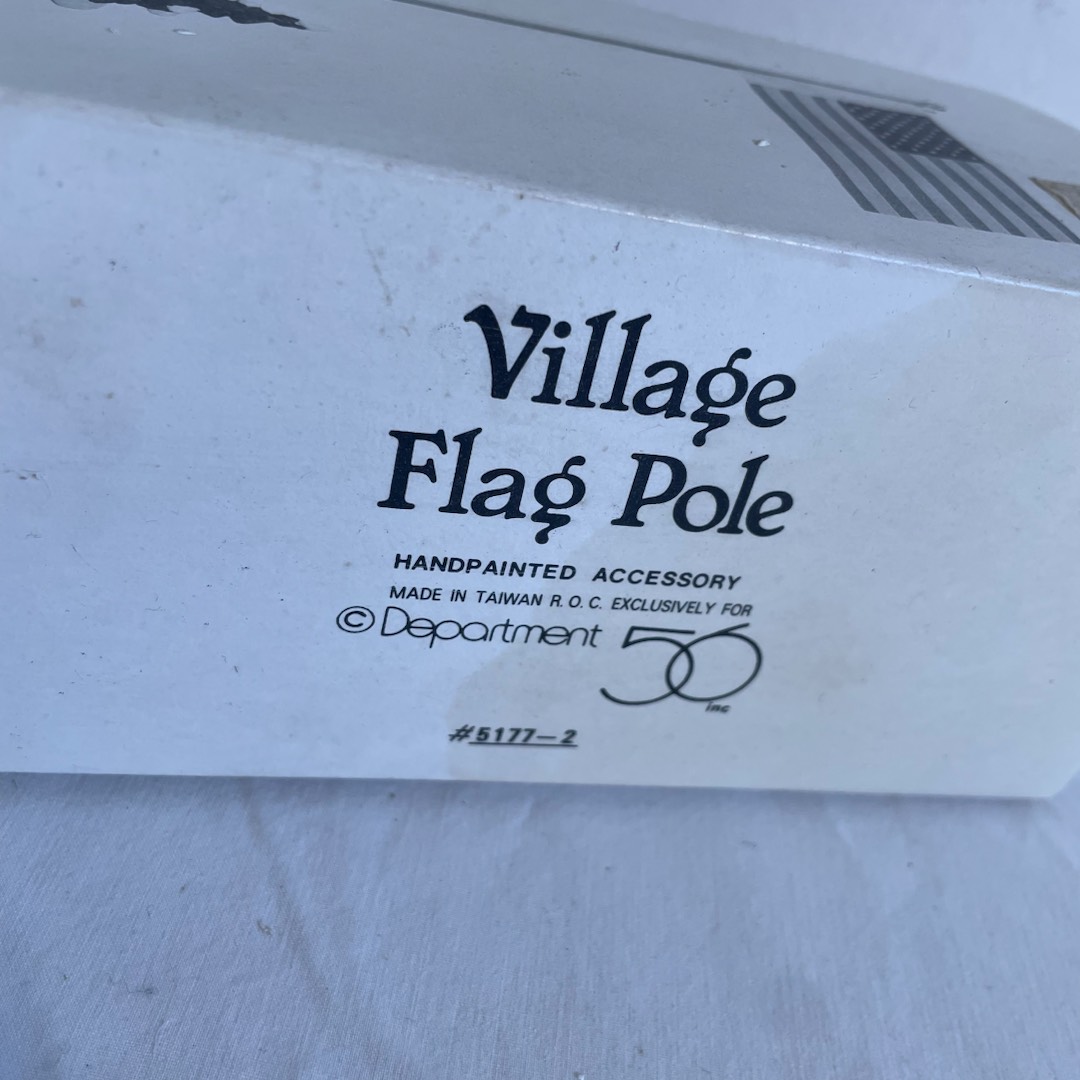 Village
Flag Pole
HANDPAINTED ACCESSORY
MADE IN TAIWAN R.O.C. EXCLUSIVELY FOR
© Department 56
inc
#5177-2